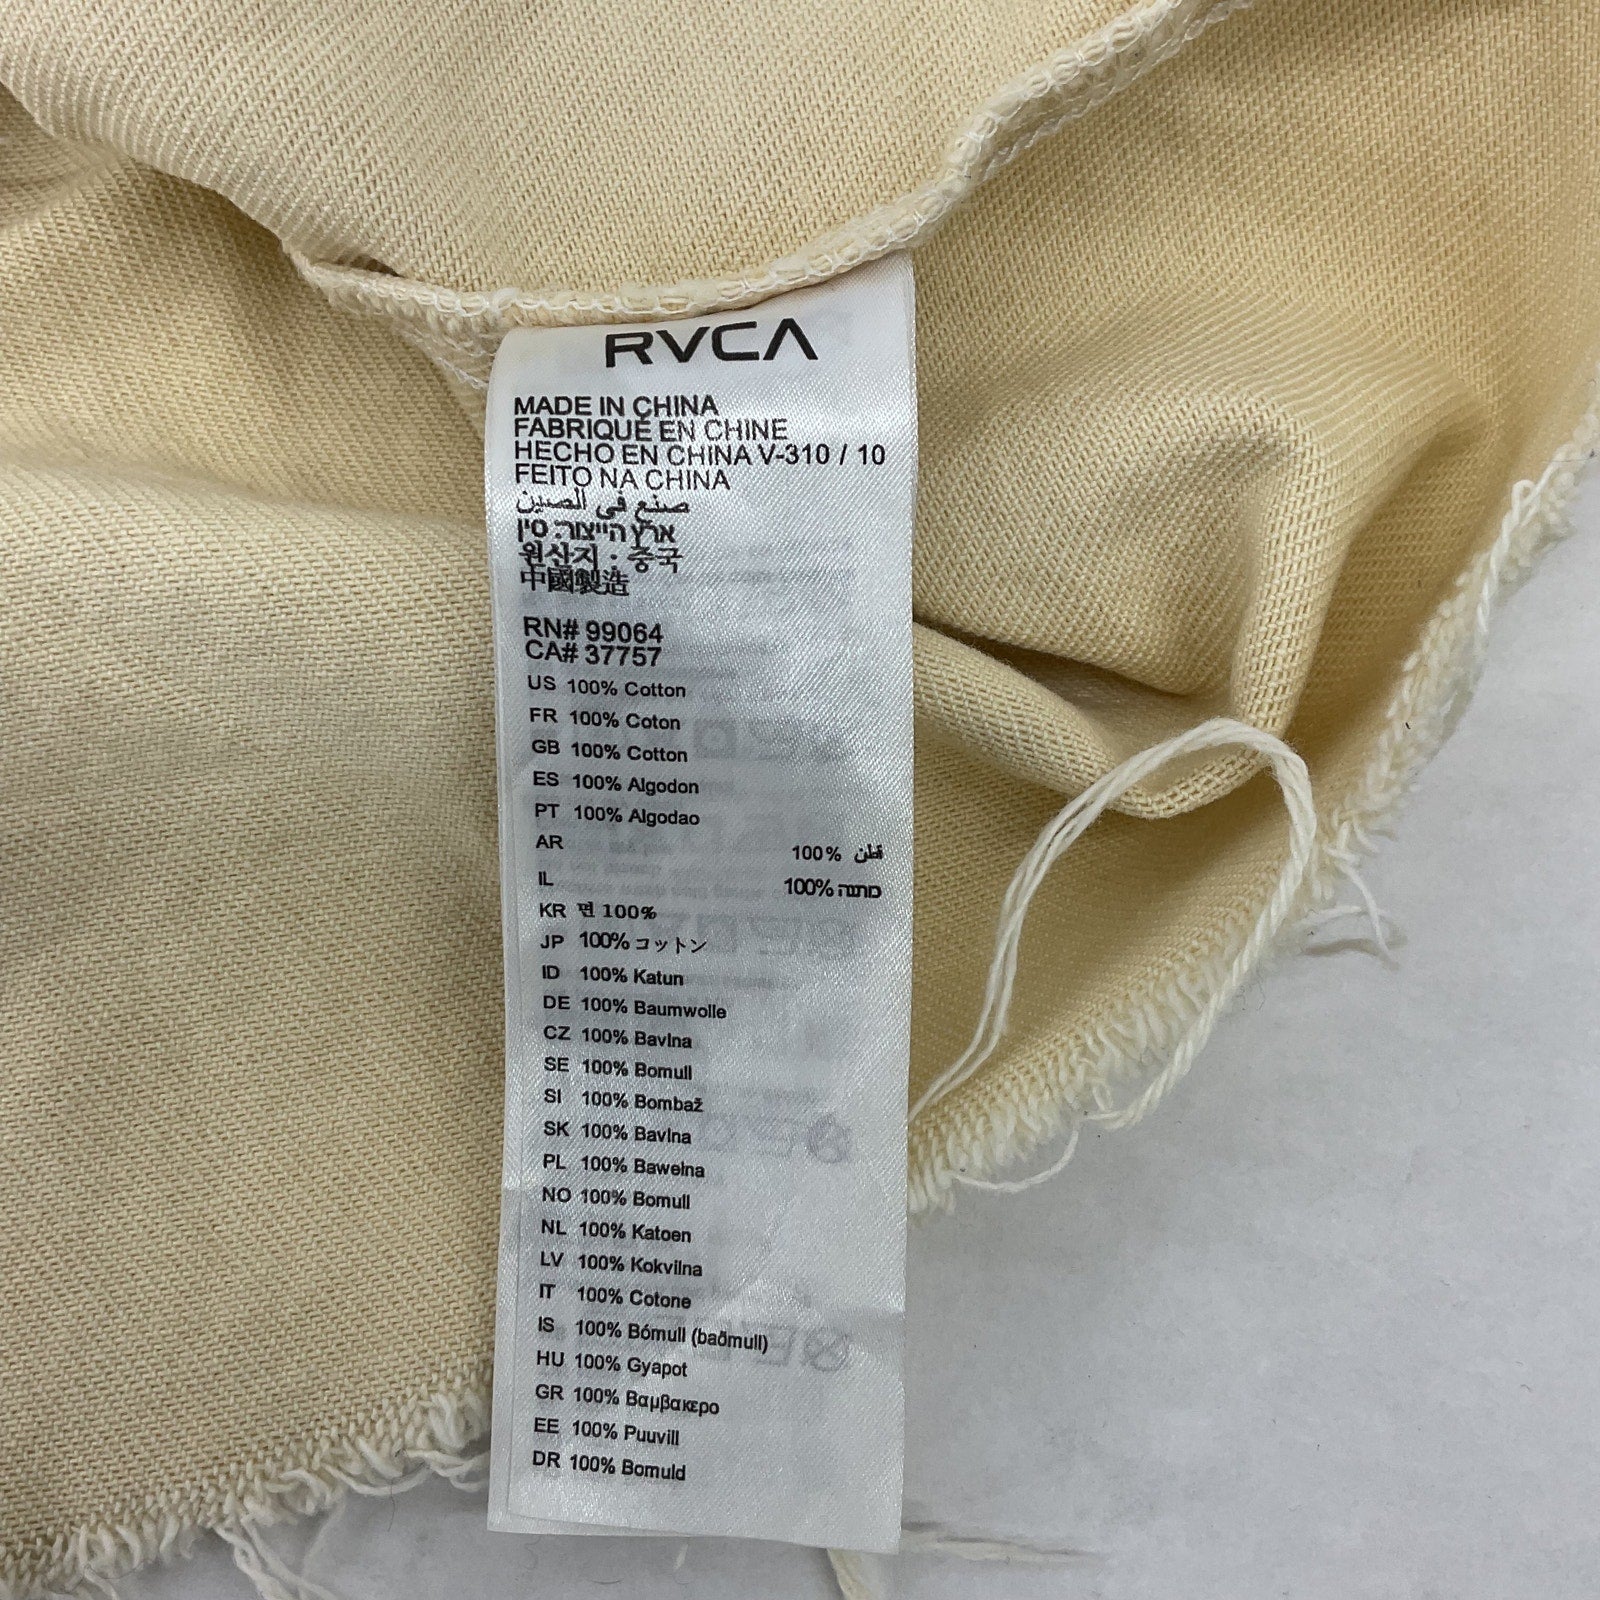 RVCA
MADE IN CHINA
FABRIQUÉ EN CHINE
HECHO EN CHINA V-310 / 10
FEITO NA CHINA
صنع في الصين
ארץ הייצור: סין
원산지 : 중국
中國製造
RN# 99064
CA# 37757
US 100% Cotton
FR 100% Coton
GB 100% Cotton
ES 100% Algodon
PT 100% Algodao
AR 100% قطن
IL 100% כותנה
KR 면 100%
JP 100% コットン
ID 100% Katun
DE 100% Baumwolle
CZ 100% Bavlna
SE 100% Bomull
SI 100% Bombaž
SK 100% Bavlna
PL 100% Bawełna
NO 100% Bomull
NL 100% Katoen
LV 100% Kokvilna
IT 100% Cotone
IS 100% Bómull (baðmull)
HU 100% Gyapot
GR 100% Βαμβακερο
EE 100% Puuvill
DR 100% Bomuld